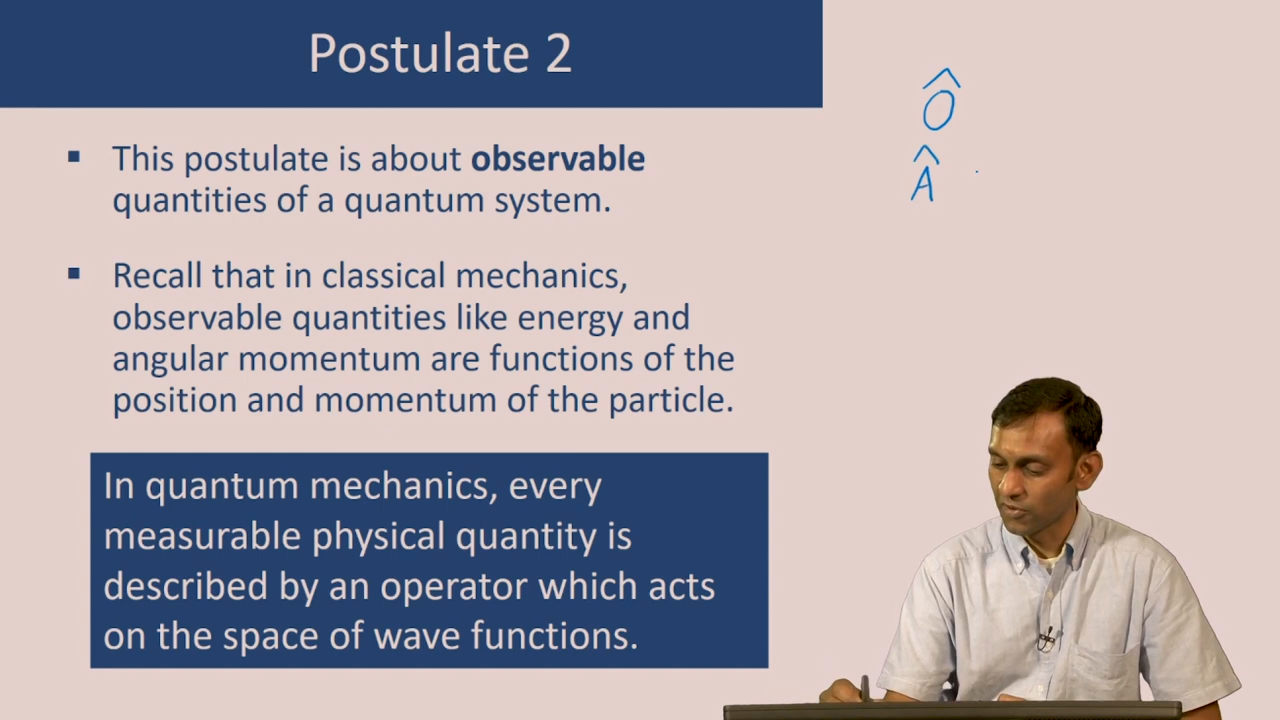 Postulate 2
▪ This postulate is about observable
quantities of a quantum system.
▪ Recall that in classical mechanics,
observable quantities like energy and
angular momentum are functions of the
position and momentum of the particle.
In quantum mechanics, every
measurable physical quantity is
described by an operator which acts
on the space of wave functions.
Ô
Â